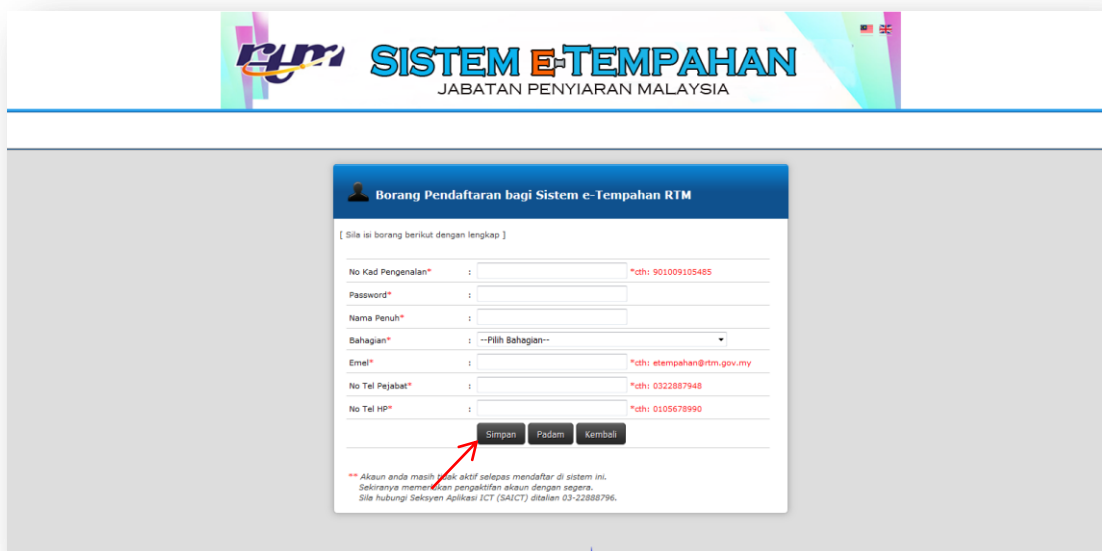 rtm SISTEM E-TEMPAHAN
JABATAN PENYIARAN MALAYSIA
Borang Pendaftaran bagi Sistem e-Tempahan RTM
[ Sila isi borang berikut dengan lengkap ]
No Kad Pengenalan* : *cth: 901009105485
Password* :
Nama Penuh* :
Bahagian* : --Pilih Bahagian--
Emel* : *cth: etempahan@rtm.gov.my
No Tel Pejabat* : *cth: 0322887948
No Tel HP* : *cth: 0105678990
Simpan Padam Kembali
** Akaun anda masih tidak aktif selepas mendaftar di sistem ini.
Sekiranya memerlukan pengaktifan akaun dengan segera.
Sila hubungi Seksyen Aplikasi ICT (SAICT) ditalian 03-22888796.